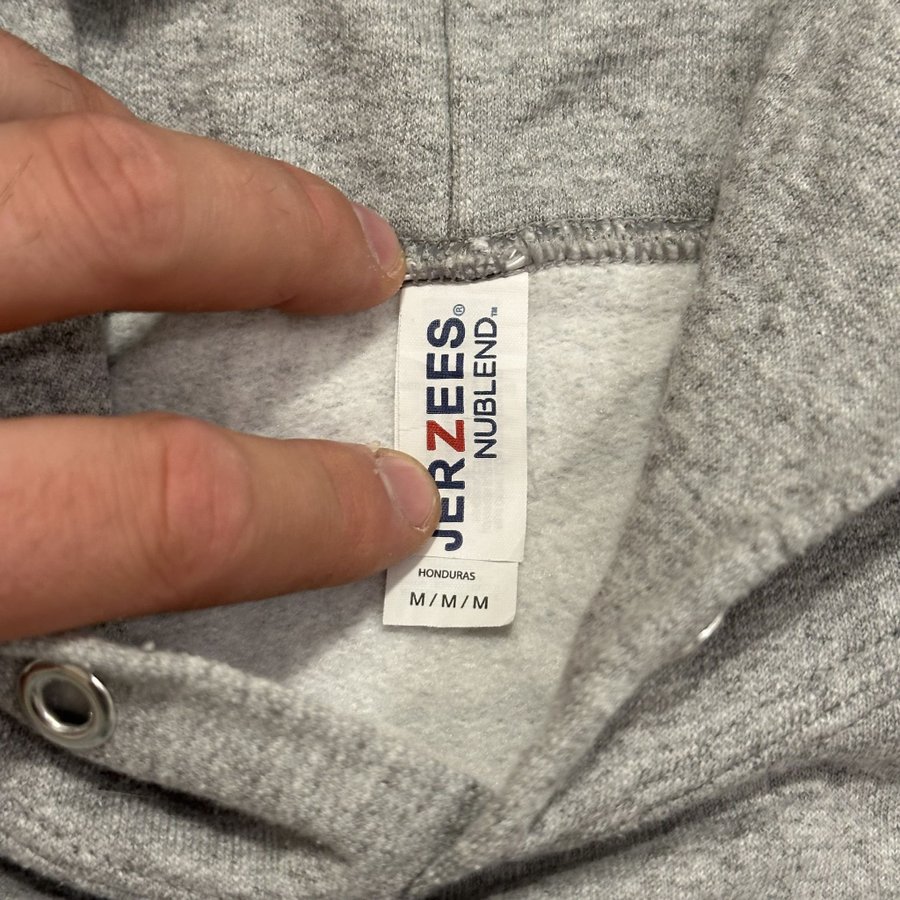 JERZEES®
NUBLEND™
HONDURAS
M / M / M